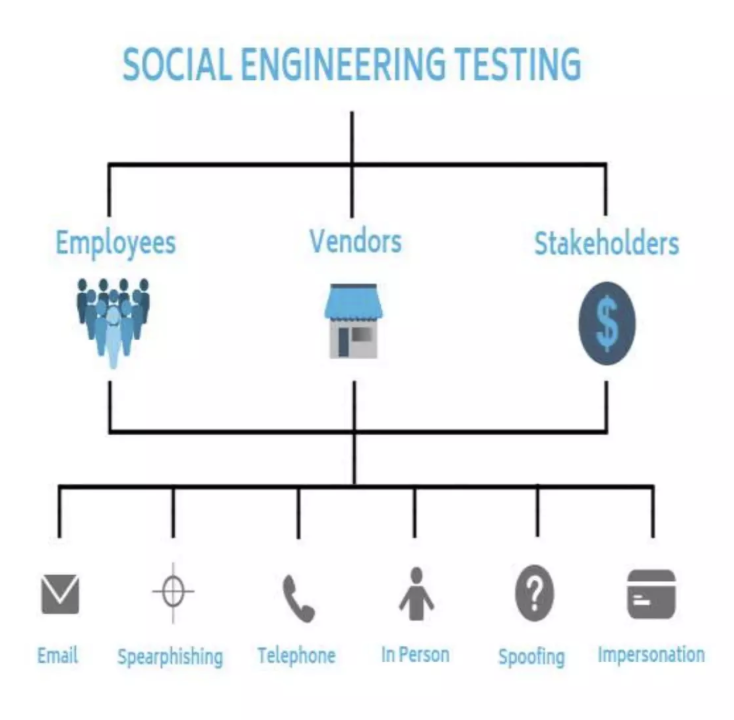 SOCIAL ENGINEERING TESTING
Employees
Vendors
Stakeholders
$
?
Email
Spearphishing
Telephone
In Person
Spoofing
Impersonation